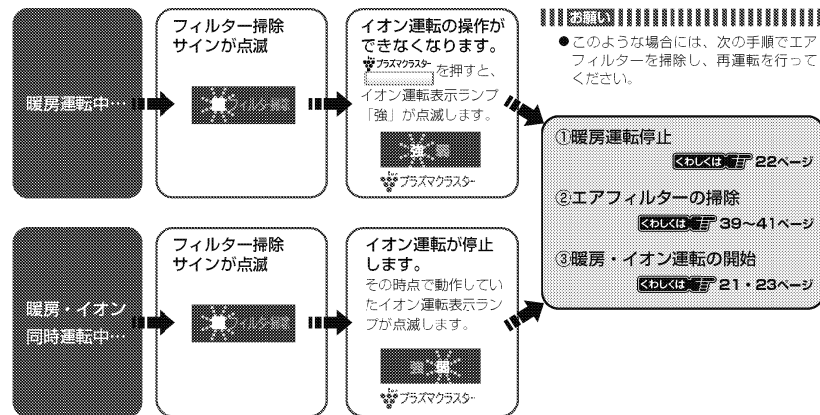 暖房運転中…
フィルター掃除
サインが点滅
フィルター掃除
イオン運転の操作が
できなくなります。
プラズマクラスター を押すと、
イオン運転表示ランプ
「強」が点滅します。
強
プラズマクラスター
暖房・イオン
同時運転中…
フィルター掃除
サインが点滅
フィルター掃除
イオン運転が停止
します。
その時点で動作してい
たイオン運転表示ラン
プが点滅します。
強
プラズマクラスター
お願い
●このような場合には、次の手順でエア
フィルターを掃除し、再運転を行って
ください。
①暖房運転停止
くわしくは 22ページ
②エアフィルターの掃除
くわしくは 39〜41ページ
③暖房・イオン運転の開始
くわしくは 21・23ページ